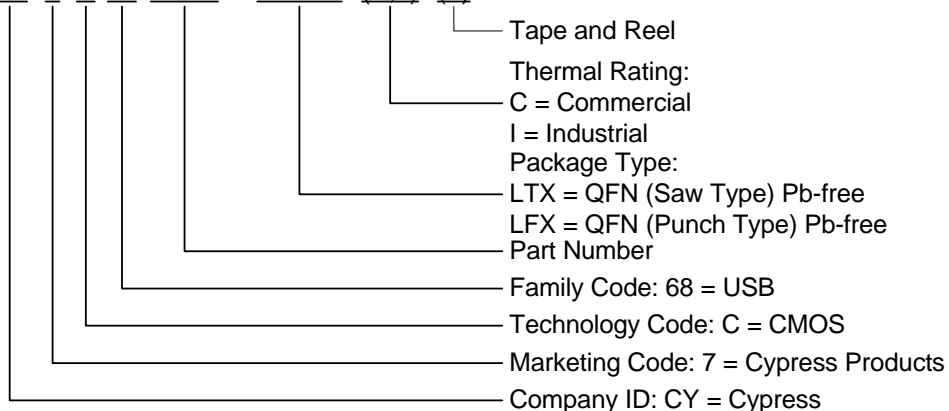 Tape and Reel
Thermal Rating:
C = Commercial
I = Industrial
Package Type:
LTX = QFN (Saw Type) Pb-free
LFX = QFN (Punch Type) Pb-free
Part Number
Family Code: 68 = USB
Technology Code: C = CMOS
Marketing Code: 7 = Cypress Products
Company ID: CY = Cypress